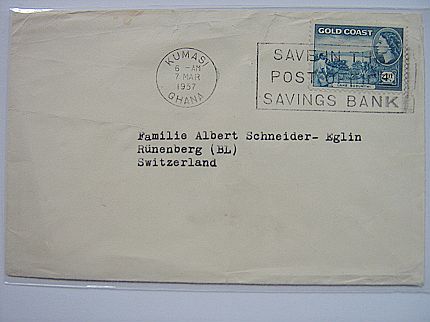 KUMASI
6 - AM
7 MAR
1957
GHANA
GOLD COAST
4D
SAVE IN THE
POST
SAVINGS BANK
Familie Albert Schneider- Eglin
Rünenberg (BL)
Switzerland